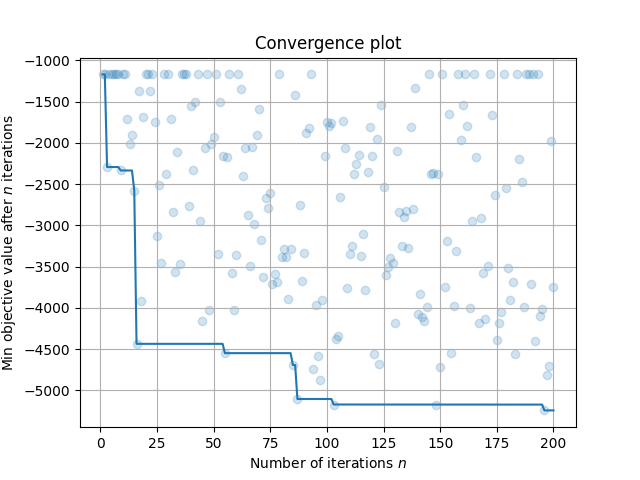 Convergence plot
Min objective value after n iterations
−1000
−1500
−2000
−2500
−3000
−3500
−4000
−4500
−5000
0 25 50 75 100 125 150 175 200
Number of iterations n